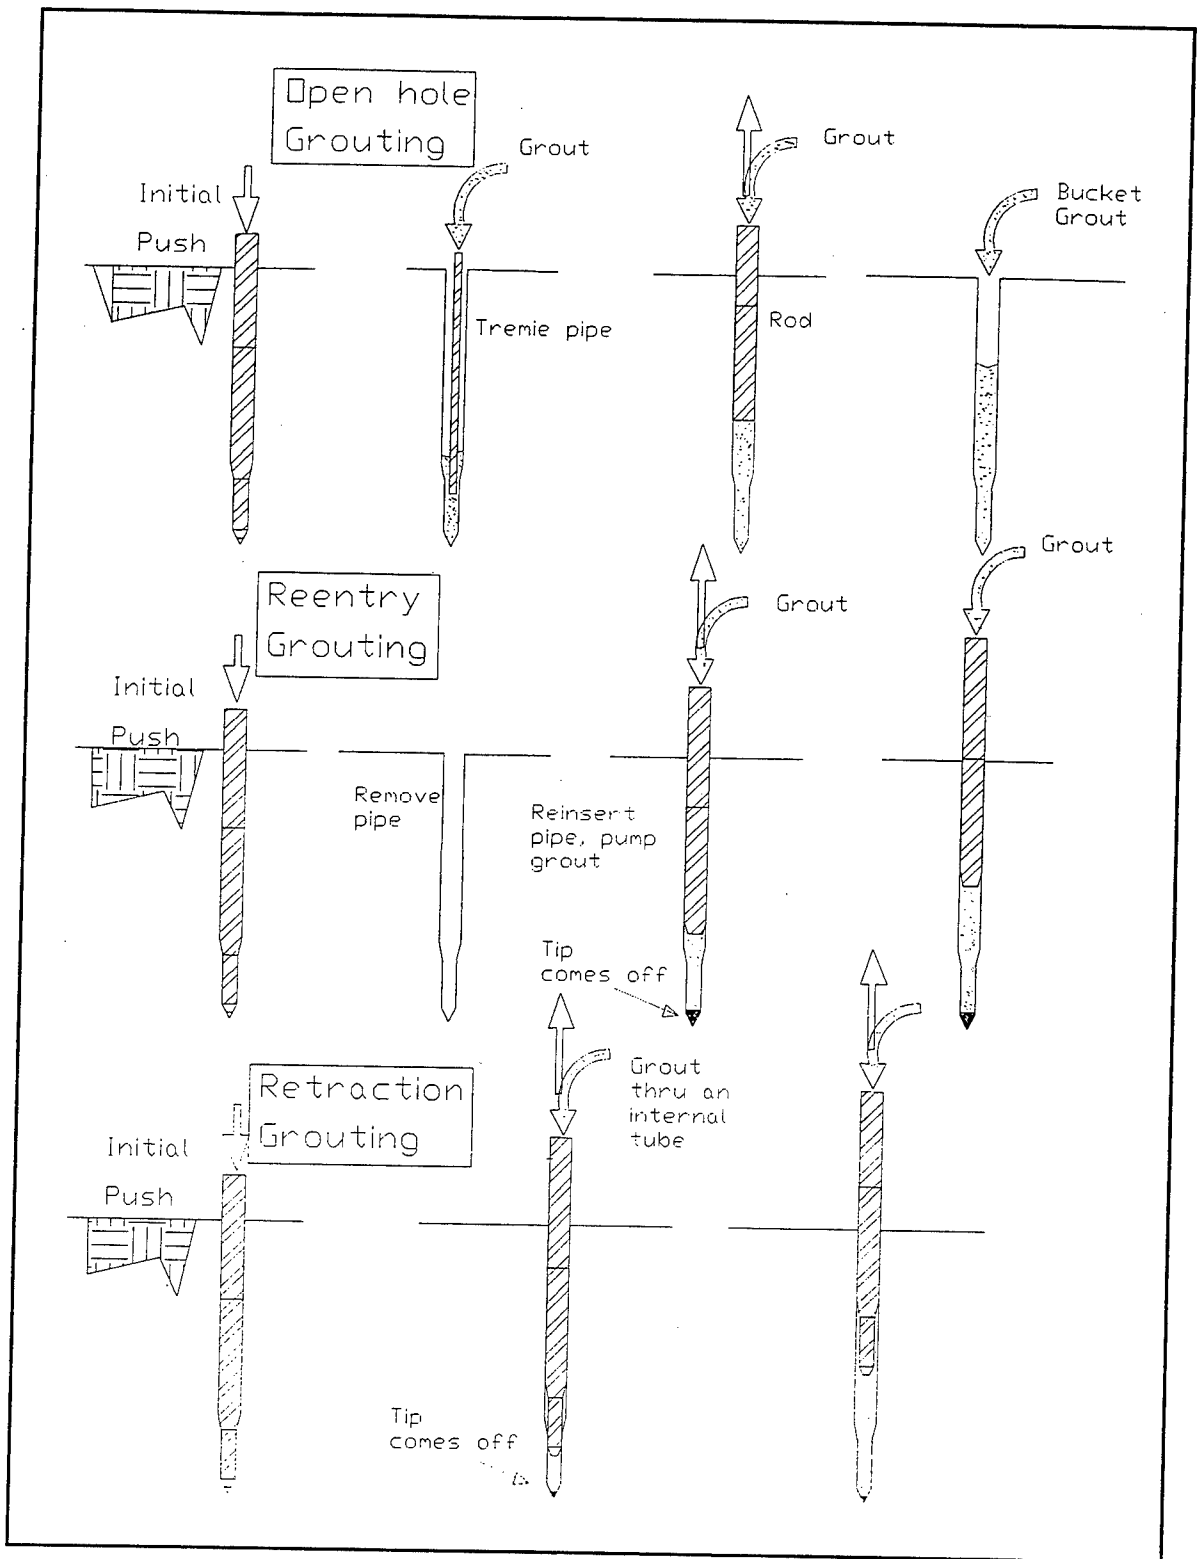 Open hole
Grouting
Grout
Grout
Initial
Push
Bucket
Grout
Tremie pipe
Rod
Reentry
Grouting
Grout
Grout
Initial
Push
Remove
pipe
Reinsert
pipe, pump
grout
Tip
comes off
Retraction
Grouting
Grout
thru an
internal
tube
Initial
Push
Tip
comes off